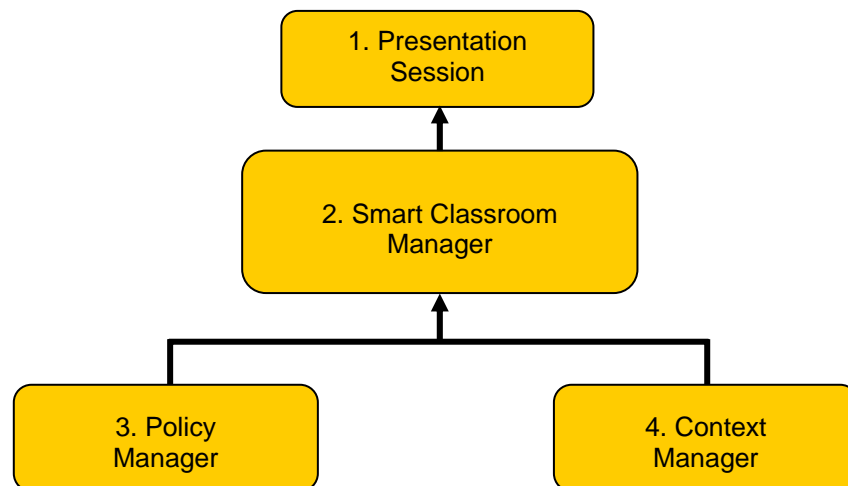 1. Presentation
Session
2. Smart Classroom
Manager
3. Policy
Manager
4. Context
Manager